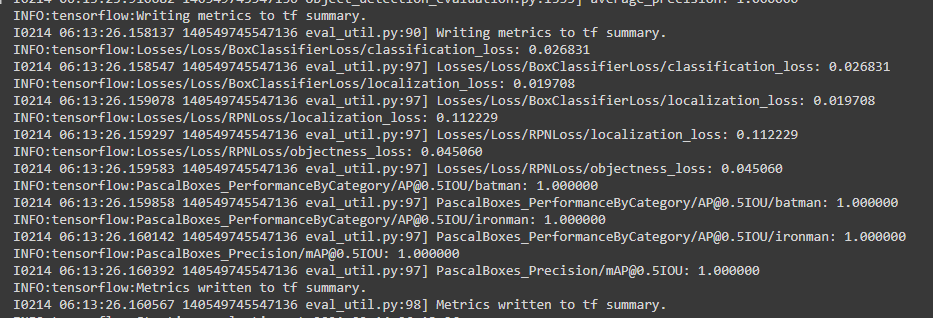 I0214 06:13:25.916682 140549745547136 object_detection_evaluation.py:1335] average_precision: 1.000000
INFO:tensorflow:Writing metrics to tf summary.
I0214 06:13:26.158137 140549745547136 eval_util.py:90] Writing metrics to tf summary.
INFO:tensorflow:Losses/Loss/BoxClassifierLoss/classification_loss: 0.026831
I0214 06:13:26.158547 140549745547136 eval_util.py:97] Losses/Loss/BoxClassifierLoss/classification_loss: 0.026831
INFO:tensorflow:Losses/Loss/BoxClassifierLoss/localization_loss: 0.019708
I0214 06:13:26.159078 140549745547136 eval_util.py:97] Losses/Loss/BoxClassifierLoss/localization_loss: 0.019708
INFO:tensorflow:Losses/Loss/RPNLoss/localization_loss: 0.112229
I0214 06:13:26.159297 140549745547136 eval_util.py:97] Losses/Loss/RPNLoss/localization_loss: 0.112229
INFO:tensorflow:Losses/Loss/RPNLoss/objectness_loss: 0.045060
I0214 06:13:26.159583 140549745547136 eval_util.py:97] Losses/Loss/RPNLoss/objectness_loss: 0.045060
INFO:tensorflow:PascalBoxes_PerformanceByCategory/AP@0.5IOU/batman: 1.000000
I0214 06:13:26.159858 140549745547136 eval_util.py:97] PascalBoxes_PerformanceByCategory/AP@0.5IOU/batman: 1.000000
INFO:tensorflow:PascalBoxes_PerformanceByCategory/AP@0.5IOU/ironman: 1.000000
I0214 06:13:26.160142 140549745547136 eval_util.py:97] PascalBoxes_PerformanceByCategory/AP@0.5IOU/ironman: 1.000000
INFO:tensorflow:PascalBoxes_Precision/mAP@0.5IOU: 1.000000
I0214 06:13:26.160392 140549745547136 eval_util.py:97] PascalBoxes_Precision/mAP@0.5IOU: 1.000000
INFO:tensorflow:Metrics written to tf summary.
I0214 06:13:26.160567 140549745547136 eval_util.py:98] Metrics written to tf summary.